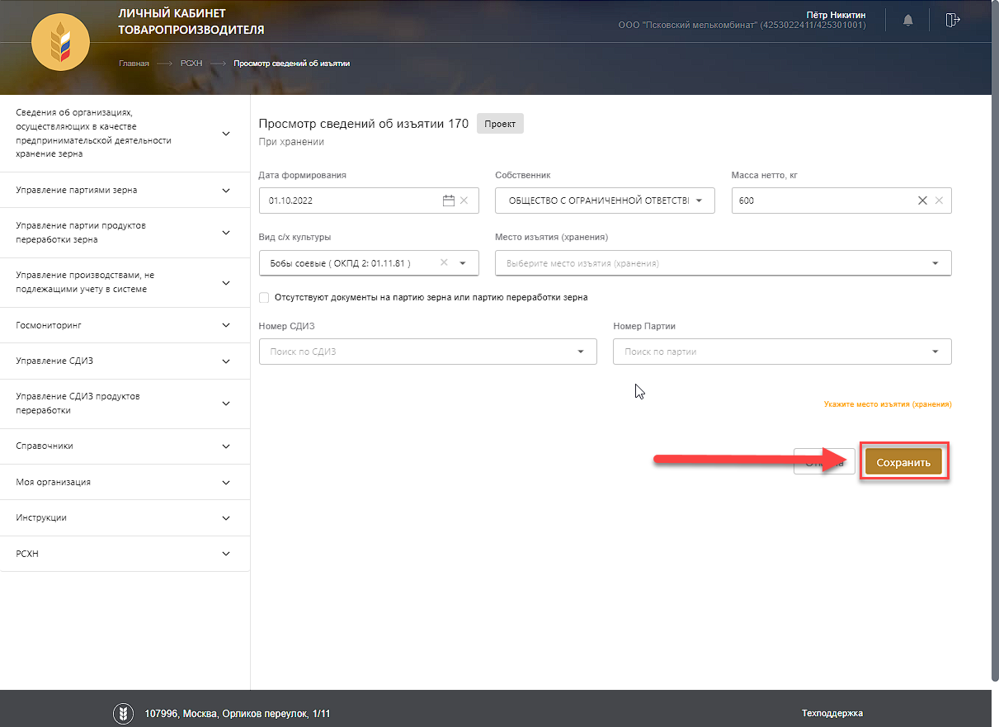 ЛИЧНЫЙ КАБИНЕТ
ТОВАРОПРОИЗВОДИТЕЛЯ
Пётр Никитин
ООО "Псковский мелькомбинат" (4253022411/425301001)
Главная
РСХН
Просмотр сведений об изъятии
Сведения об организациях,
осуществляющих в качестве
предпринимательской деятельности
хранение зерна
Управление партиями зерна
Управление партии продуктов
переработки зерна
Управление производствами, не
подлежащими учету в системе
Госмониторинг
Управление СДИЗ
Управление СДИЗ продуктов
переработки
Справочники
Моя организация
Инструкции
РСХН
Просмотр сведений об изъятии 170
Проект
При хранении
Дата формирования
Собственник
Масса нетто, кг
01.10.2022
ОБЩЕСТВО С ОГРАНИЧЕННОЙ ОТВЕТСТВ
600
Вид с/х культуры
Место изъятия (хранения)
Бобы соевые ( ОКПД 2: 01.11.81 )
Выберите место изъятия (хранения)
Отсутствуют документы на партию зерна или партию переработки зерна
Номер СДИЗ
Номер Партии
Поиск по СДИЗ
Поиск по партии
Укажите место изъятия (хранения)
Сохранить
107996, Москва, Орликов переулок, 1/11
Техподдержка